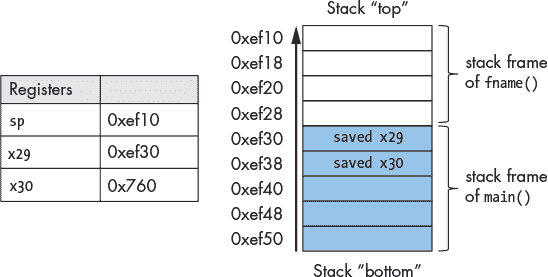 Registers
sp 0xef10
x29 0xef30
x30 0x760
Stack “top”
0xef10
0xef18
0xef20
0xef28
0xef30 saved x29
0xef38 saved x30
0xef40
0xef48
0xef50
stack frame
of fname()
stack frame
of main()
Stack “bottom”